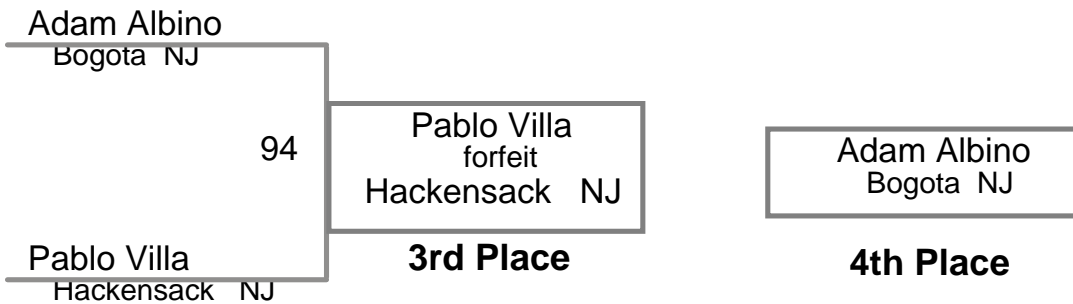 Adam Albino
Bogota NJ
94
Pablo Villa
forfeit
Hackensack NJ
3rd Place
Adam Albino
Bogota NJ
4th Place
Pablo Villa
Hackensack NJ